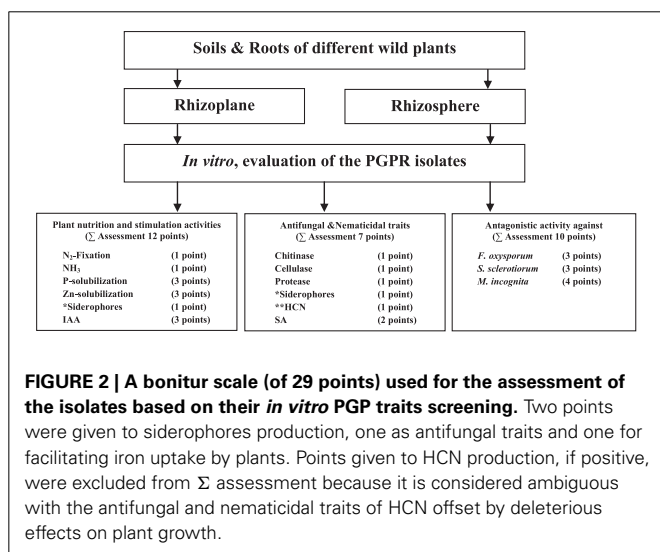 Soils & Roots of different wild plants
Rhizoplane
Rhizosphere
In vitro, evaluation of the PGPR isolates
Plant nutrition and stimulation activities
(∑ Assessment 12 points)
N₂-Fixation (1 point)
NH₃ (1 point)
P-solubilization (3 points)
Zn-solubilization (3 points)
*Siderophores (1 point)
IAA (3 points)
Antifungal &Nematicidal traits
(∑ Assessment 7 points)
Chitinase (1 point)
Cellulase (1 point)
Protease (1 point)
*Siderophores (1 point)
**HCN (1 point)
SA (2 points)
Antagonistic activity against
(∑ Assessment 10 points)
F. oxysporum (3 points)
S. sclerotiorum (3 points)
M. incognita (4 points)
FIGURE 2 | A bonitur scale (of 29 points) used for the assessment of
the isolates based on their in vitro PGP traits screening. Two points
were given to siderophores production, one as antifungal traits and one for
facilitating iron uptake by plants. Points given to HCN production, if positive,
were excluded from Σ assessment because it is considered ambiguous
with the antifungal and nematicidal traits of HCN offset by deleterious
effects on plant growth.